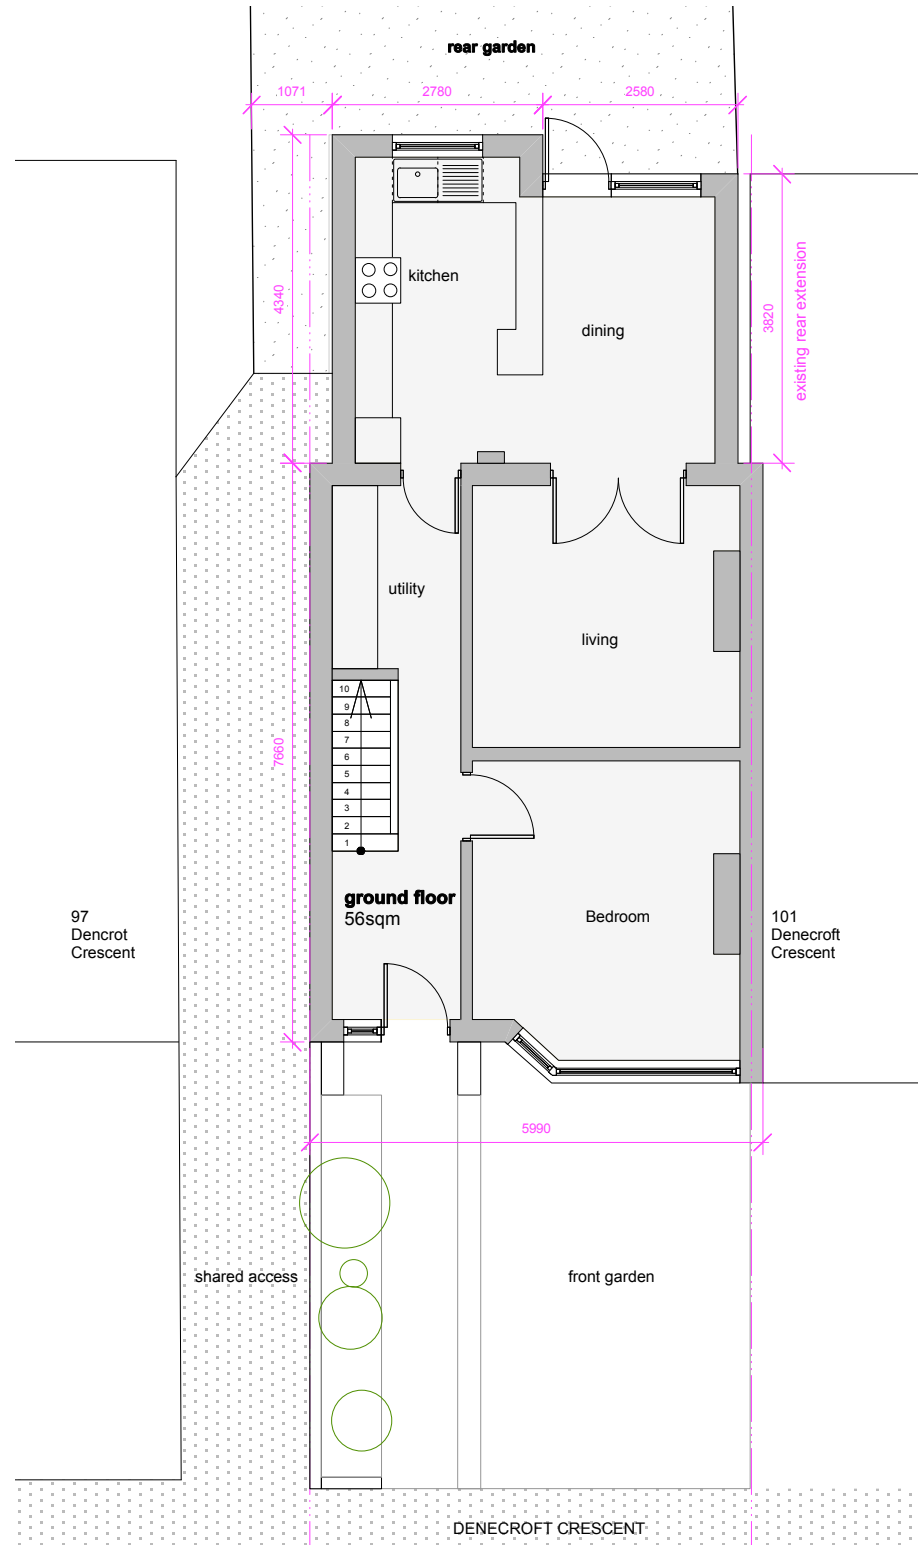 rear garden
1071
2780
2580
4340
kitchen
dining
3820
existing rear extension
utility
living
7660
10
9
8
7
6
5
4
3
2
1
ground floor
56sqm
Bedroom
97
Dencrot
Crescent
101
Denecroft
Crescent
5990
shared access
front garden
DENECROFT CRESCENT